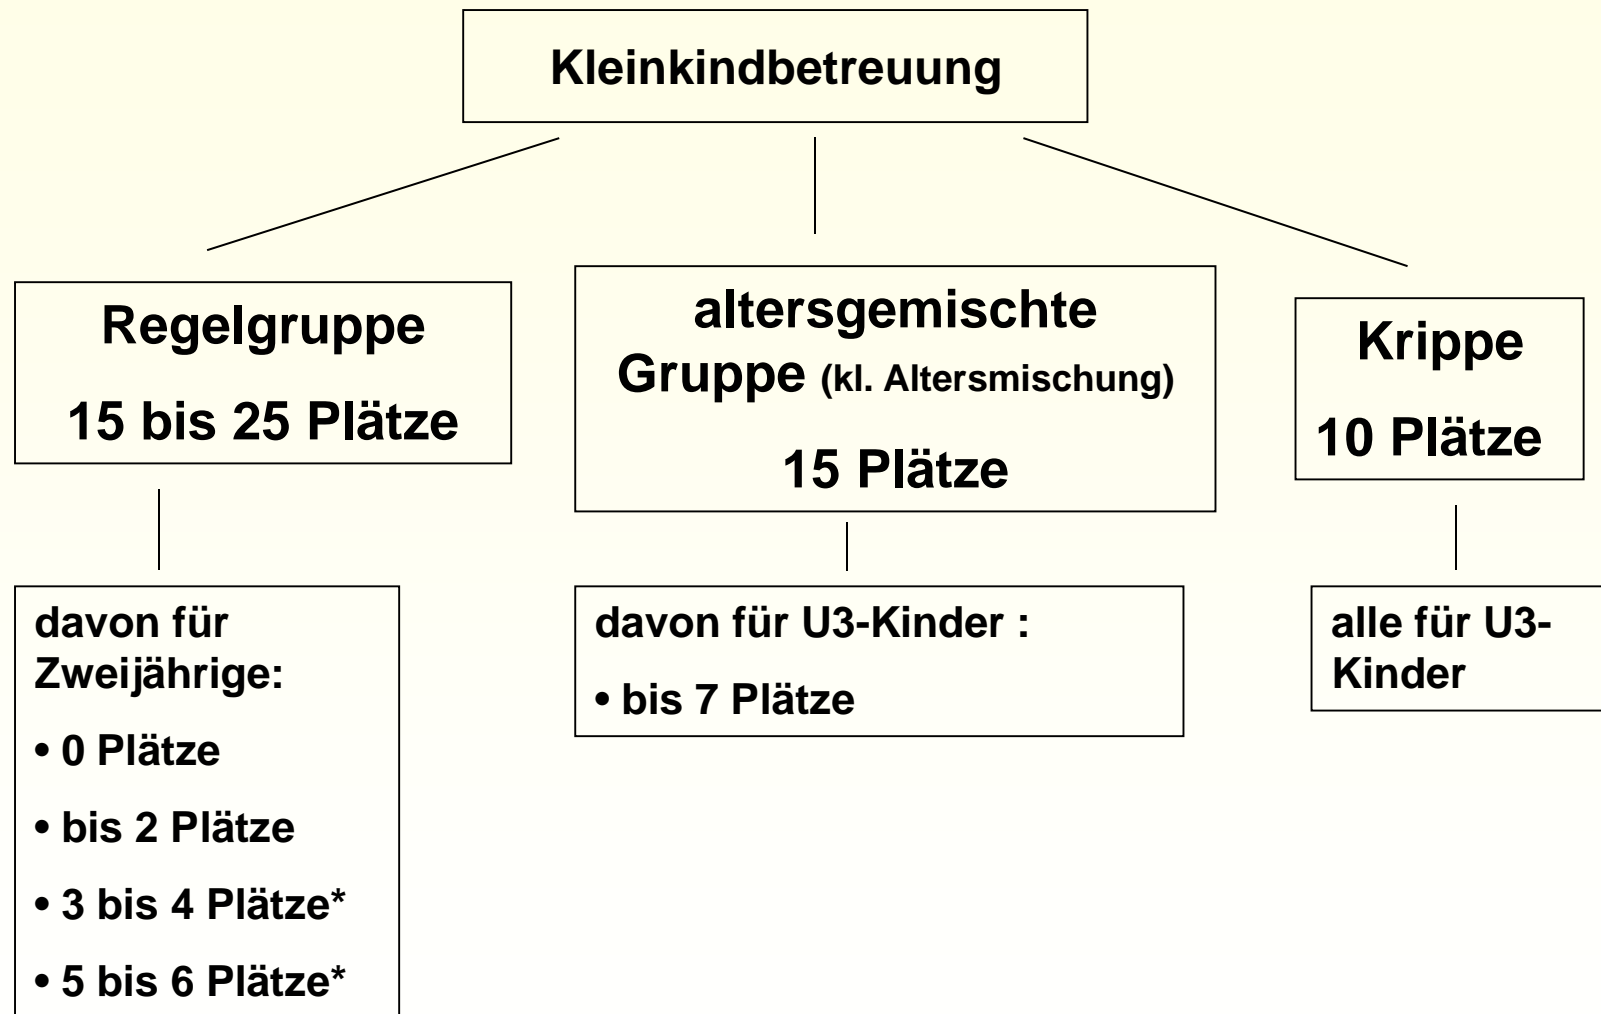 Kleinkindbetreuung
Regelgruppe
15 bis 25 Plätze
altersgemischte
Gruppe (kl. Altersmischung)
15 Plätze
Krippe
10 Plätze
davon für
Zweijährige:
• 0 Plätze
• bis 2 Plätze
• 3 bis 4 Plätze*
• 5 bis 6 Plätze*
davon für U3-Kinder :
• bis 7 Plätze
alle für U3-
Kinder